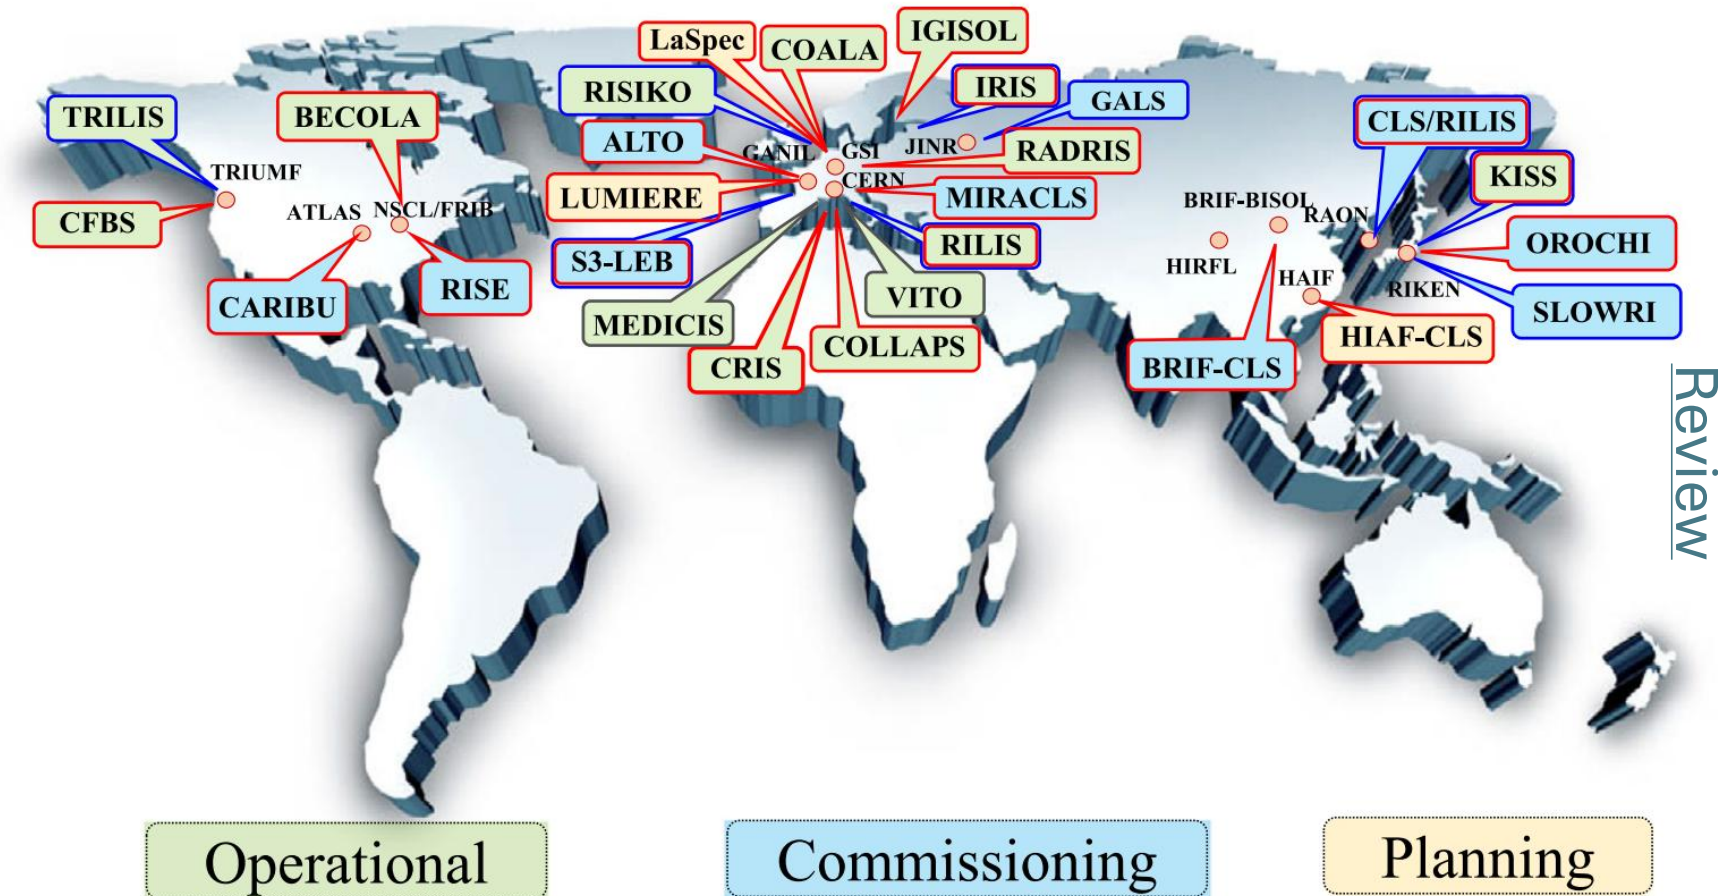 LaSpec
COALA
IGISOL
RISIKO
IRIS
GALS
TRILIS
BECOLA
CLS/RILIS
ALTO
GANIL
GSI
JINR
RADRIS
TRIUMF
KISS
CERN
LUMIERE
MIRACLS
CFBS
ATLAS
NSCL/FRIB
BRIF-BISOL
RAON
S3-LEB
RILIS
OROCHI
HIRFL
HAIF
RIKEN
CARIBU
RISE
VITO
MEDICIS
SLOWRI
COLLAPS
CRIS
HIAF-CLS
BRIF-CLS
Review
Operational
Commissioning
Planning